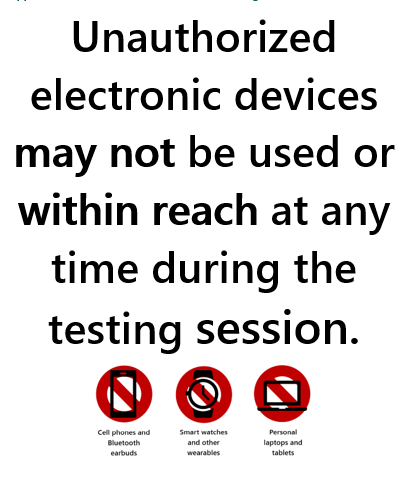 Unauthorized
electronic devices
may not be used or
within reach at any
time during the
testing session.
Cell phones and
Bluetooth
earbuds
Smart watches
and other
wearables
Personal
laptops and
tablets